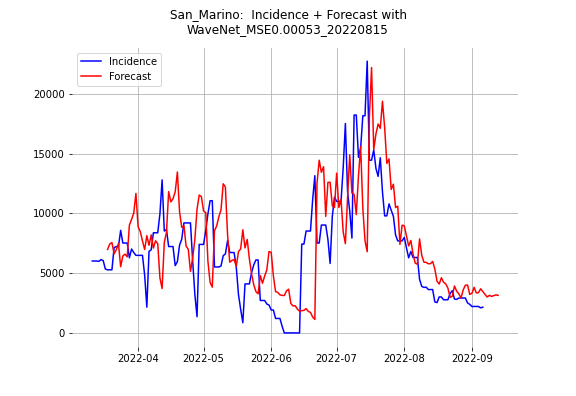 San_Marino:  Incidence + Forecast with
WaveNet_MSE0.00053_20220815
Incidence
Forecast
20000
15000
10000
5000
0
2022-04 2022-05 2022-06 2022-07 2022-08 2022-09